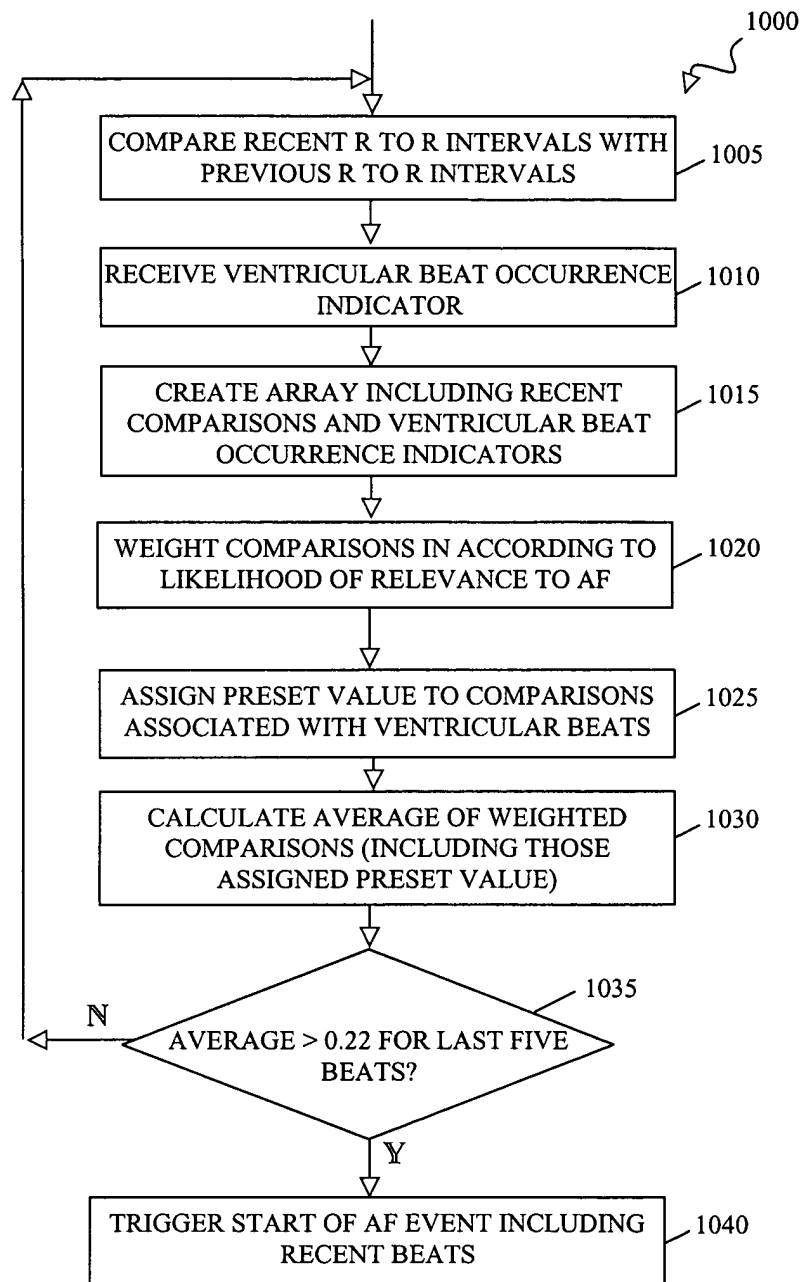 1000
COMPARE RECENT R TO R INTERVALS WITH
PREVIOUS R TO R INTERVALS
1005
RECEIVE VENTRICULAR BEAT OCCURRENCE
INDICATOR
1010
CREATE ARRAY INCLUDING RECENT
COMPARISONS AND VENTRICULAR BEAT
OCCURRENCE INDICATORS
1015
WEIGHT COMPARISONS IN ACCORDING TO
LIKELIHOOD OF RELEVANCE TO AF
1020
ASSIGN PRESET VALUE TO COMPARISONS
ASSOCIATED WITH VENTRICULAR BEATS
1025
CALCULATE AVERAGE OF WEIGHTED
COMPARISONS (INCLUDING THOSE
ASSIGNED PRESET VALUE)
1030
AVERAGE > 0.22 FOR LAST FIVE
BEATS?
1035
N
Y
TRIGGER START OF AF EVENT INCLUDING
RECENT BEATS
1040